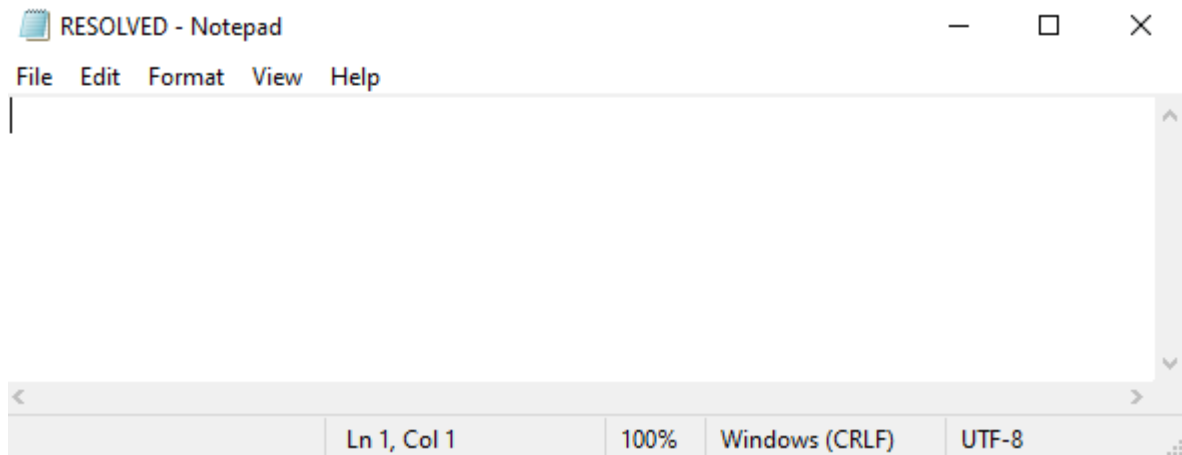 RESOLVED - Notepad
File Edit Format View Help
Ln 1, Col 1 100% Windows (CRLF) UTF-8